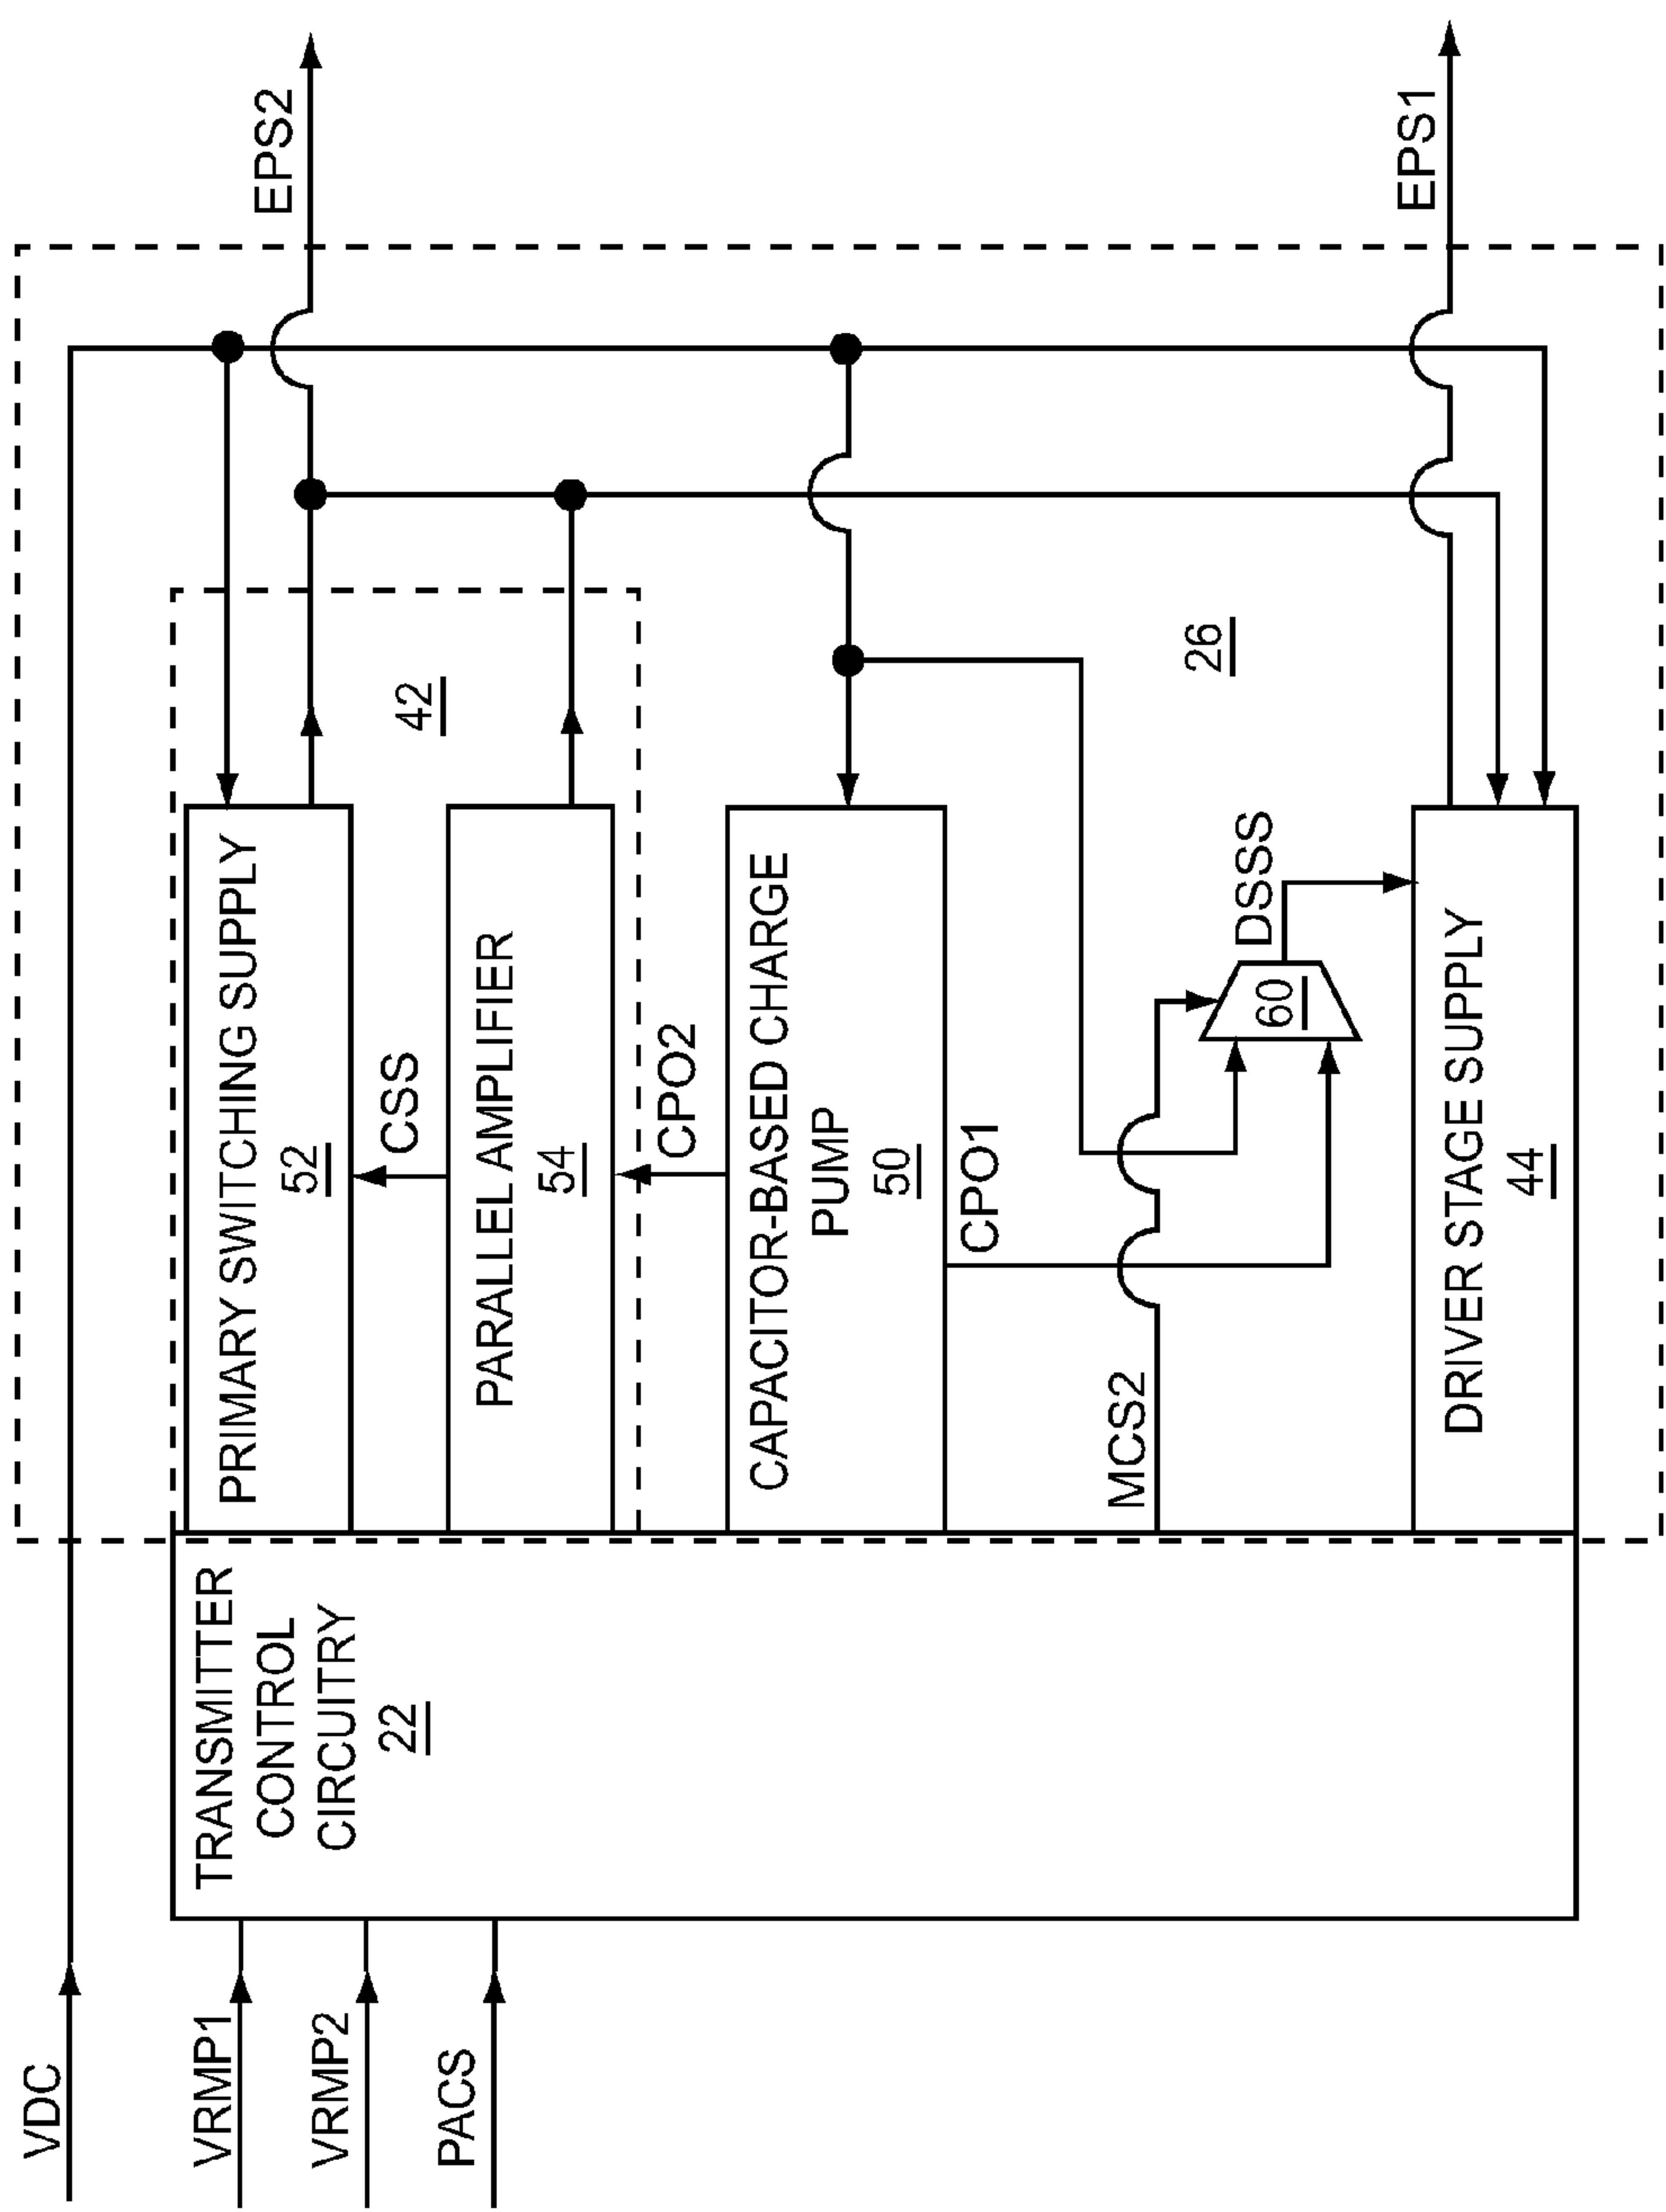 VDC
VRMP1
VRMP2
PACS
TRANSMITTER
CONTROL
CIRCUITRY
22
PRIMARY SWITCHING SUPPLY
52
CSS
PARALLEL AMPLIFIER
54
42
CPO2
CAPACITOR-BASED CHARGE
PUMP
50
CPO1
MCS2
60
DSSS
26
DRIVER STAGE SUPPLY
44
EPS2
EPS1